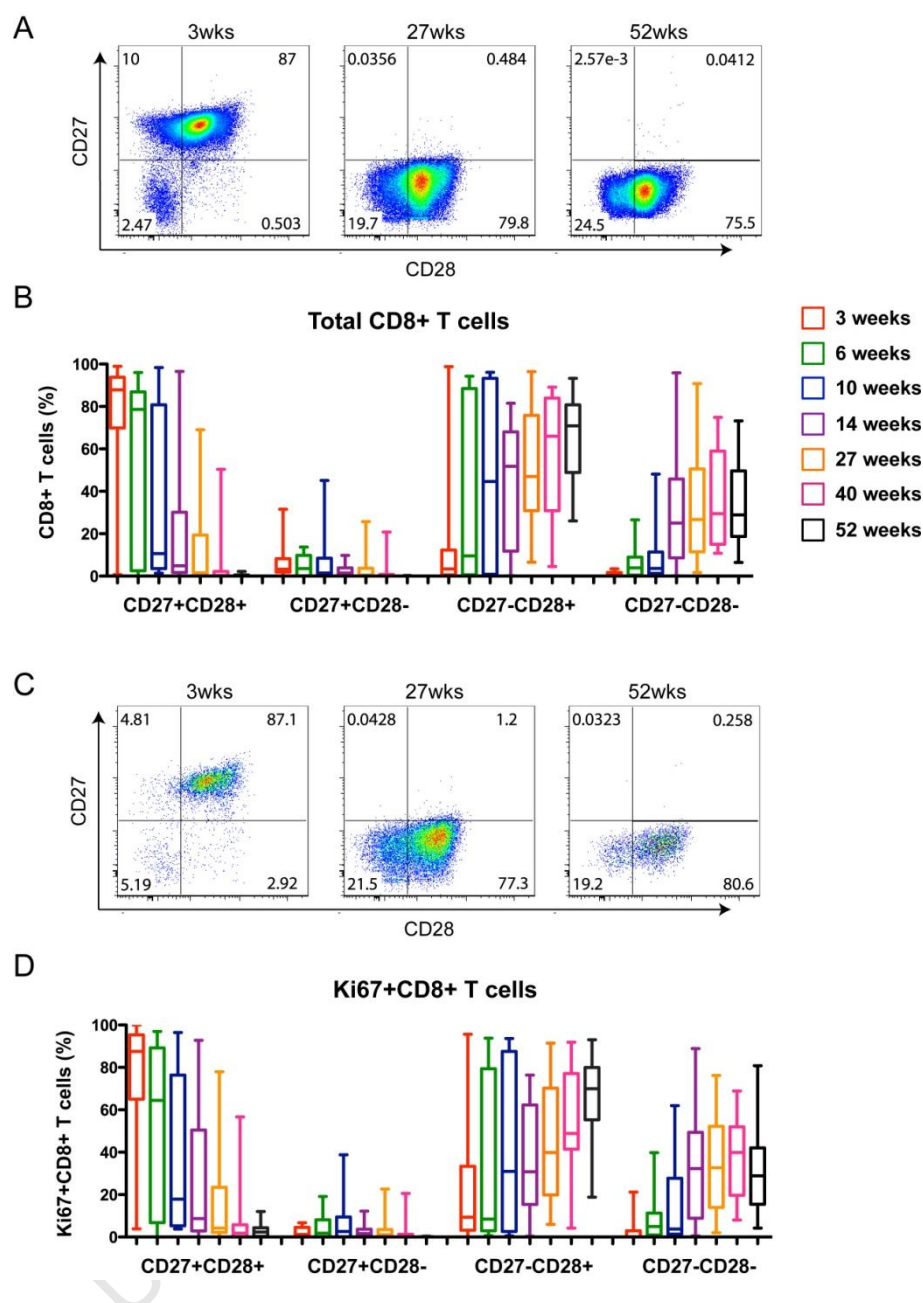 A
3wks 27wks 52wks
10 87 0.0356 0.484 2.57e-3 0.0412
CD27
2.47 0.503 19.7 79.8 24.5 75.5
CD28
B
Total CD8+ T cells
3 weeks
6 weeks
10 weeks
14 weeks
27 weeks
40 weeks
52 weeks
CD8+ T cells (%)
100
80
60
40
20
0
CD27+CD28+ CD27+CD28- CD27-CD28+ CD27-CD28-
C
3wks 27wks 52wks
4.81 87.1 0.0428 1.2 0.0323 0.258
CD27
5.19 2.92 21.5 77.3 19.2 80.6
CD28
D
Ki67+CD8+ T cells
Ki67+CD8+ T cells (%)
100
80
60
40
20
0
CD27+CD28+ CD27+CD28- CD27-CD28+ CD27-CD28-